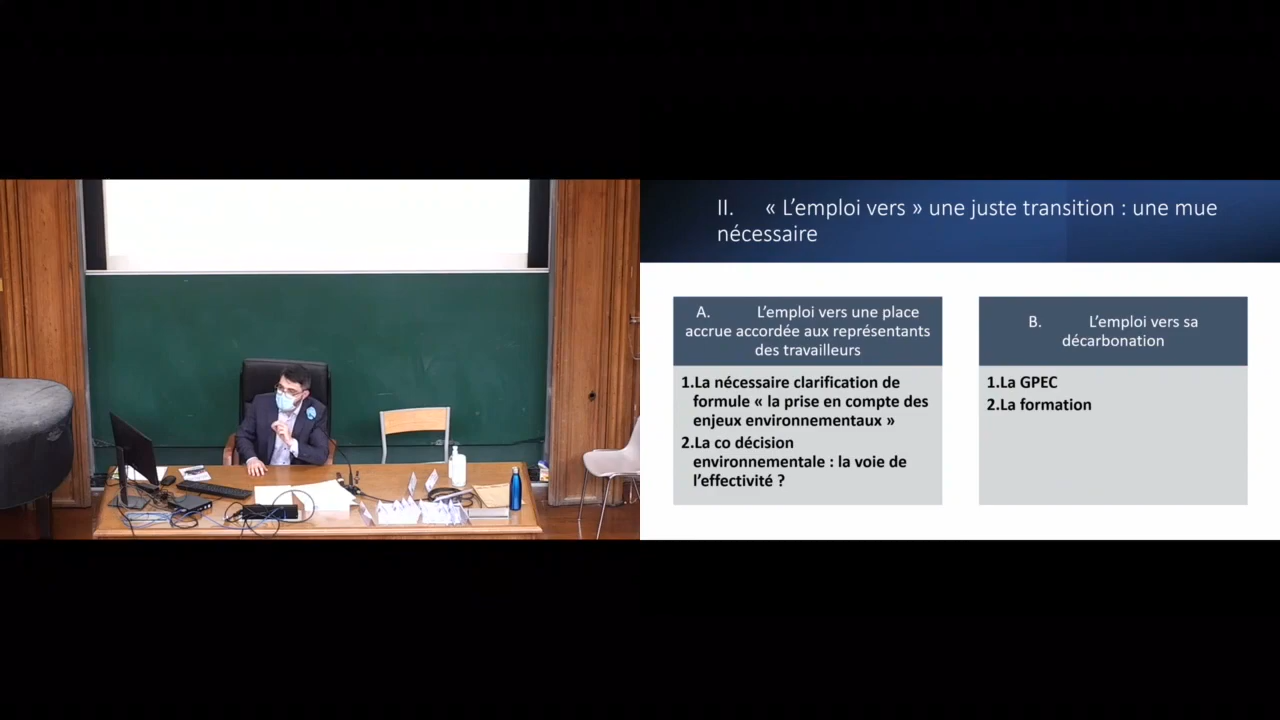 II. « L’emploi vers » une juste transition : une mue
nécessaire
A. L’emploi vers une place
accrue accordée aux représentants
des travailleurs
1.La nécessaire clarification de
formule « la prise en compte des
enjeux environnementaux »
2.La co décision
environnementale : la voie de
l’effectivité ?
B. L’emploi vers sa
décarbonation
1.La GPEC
2.La formation